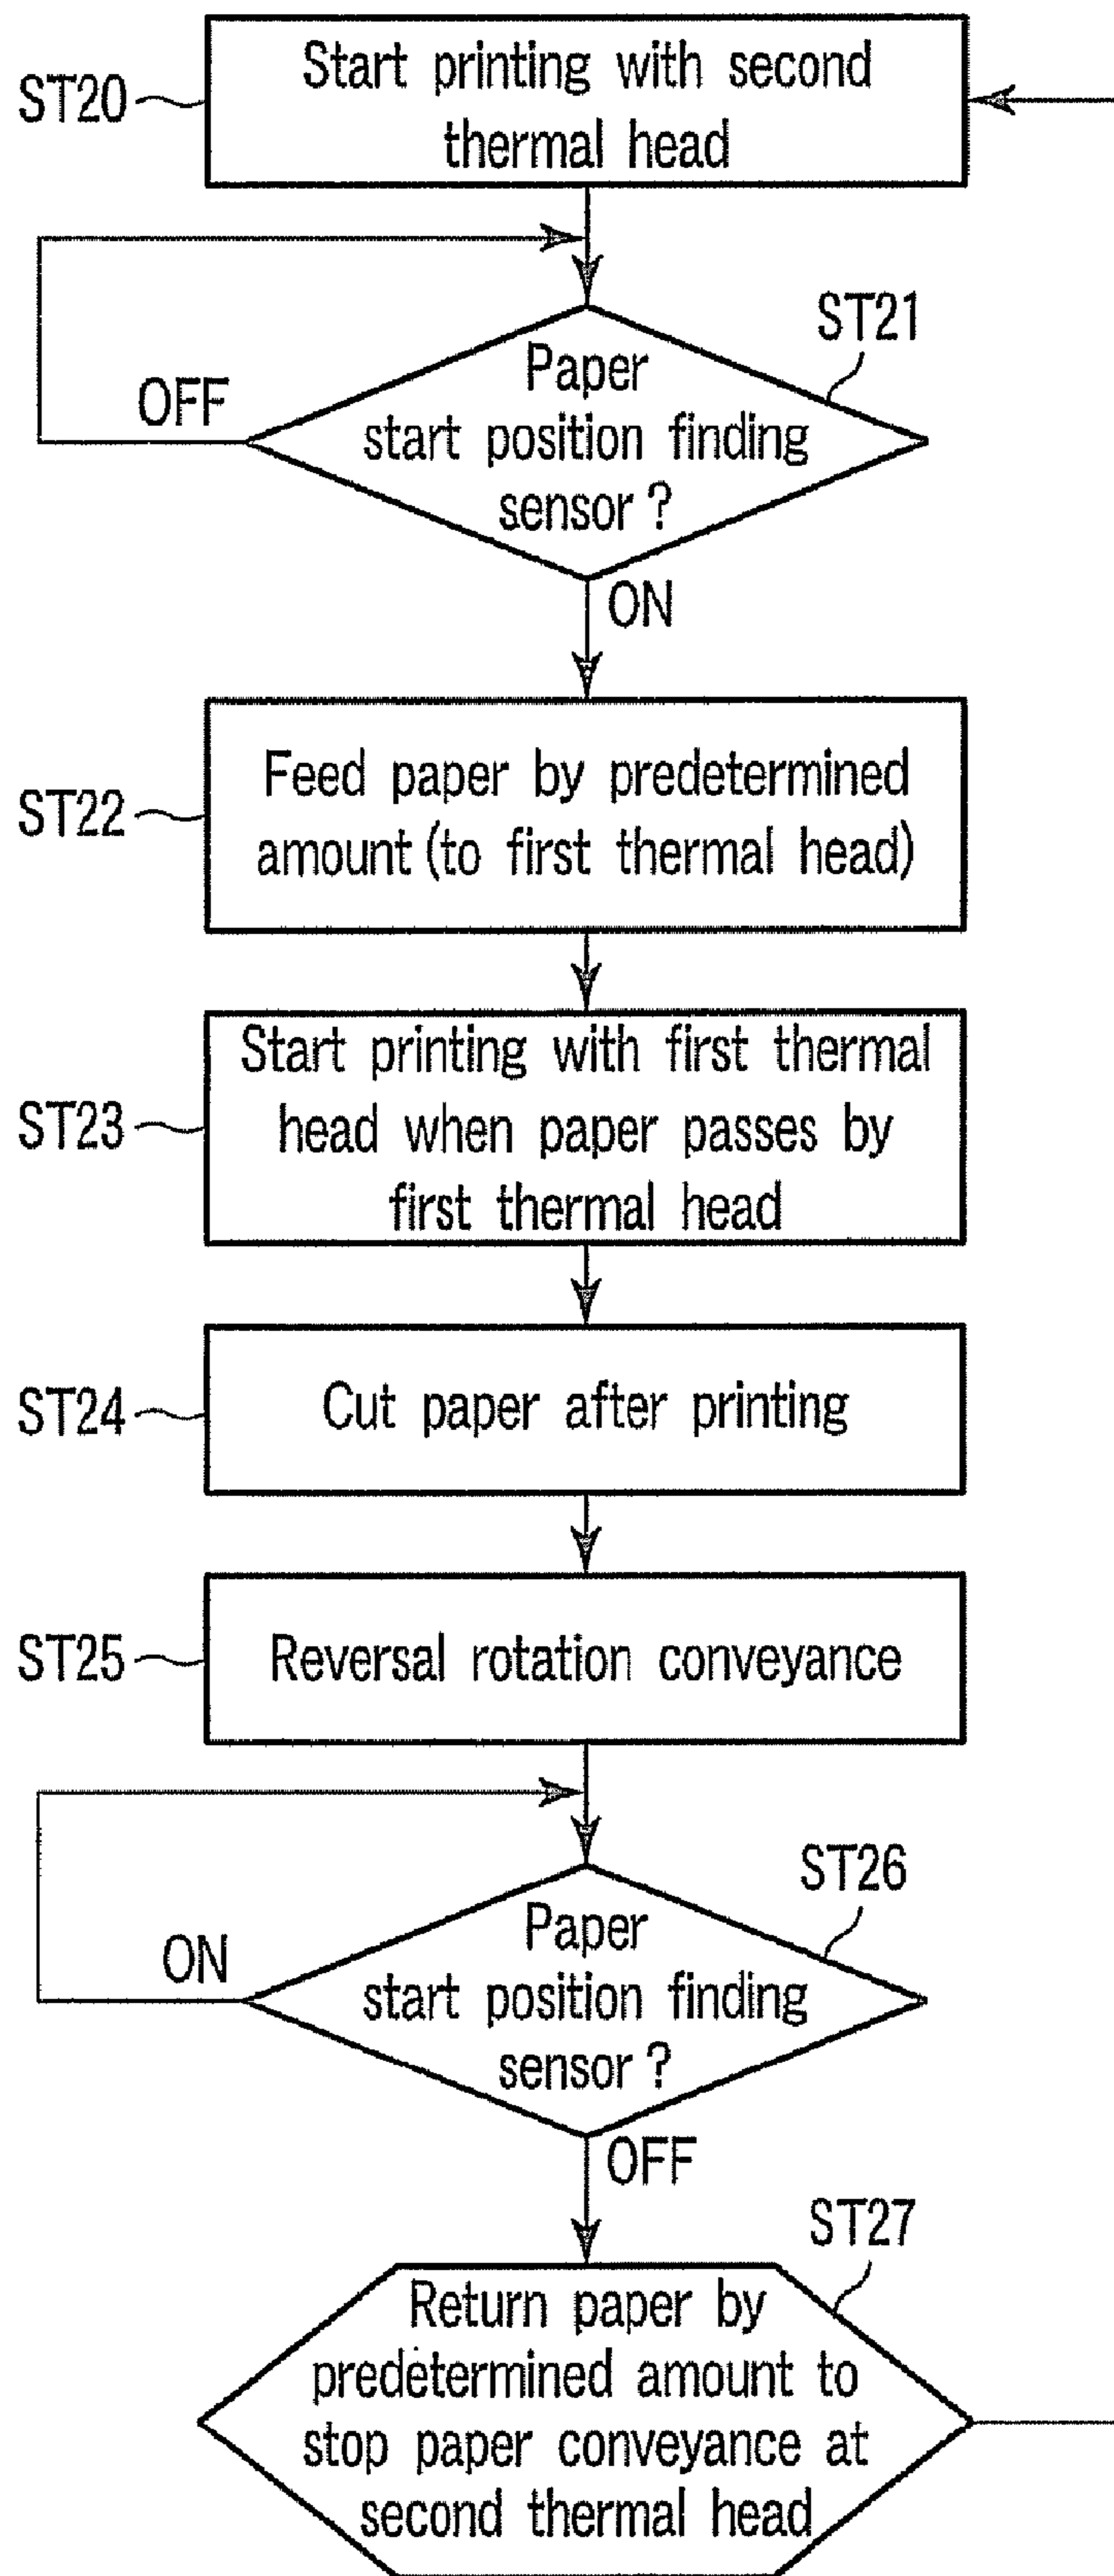 ST20
Start printing with second
thermal head
ST21
Paper
start position finding
sensor?
OFF
ON
ST22
Feed paper by predetermined
amount (to first thermal head)
ST23
Start printing with first thermal
head when paper passes by
first thermal head
ST24
Cut paper after printing
ST25
Reversal rotation conveyance
ST26
Paper
start position finding
sensor?
ON
OFF
ST27
Return paper by
predetermined amount to
stop paper conveyance at
second thermal head